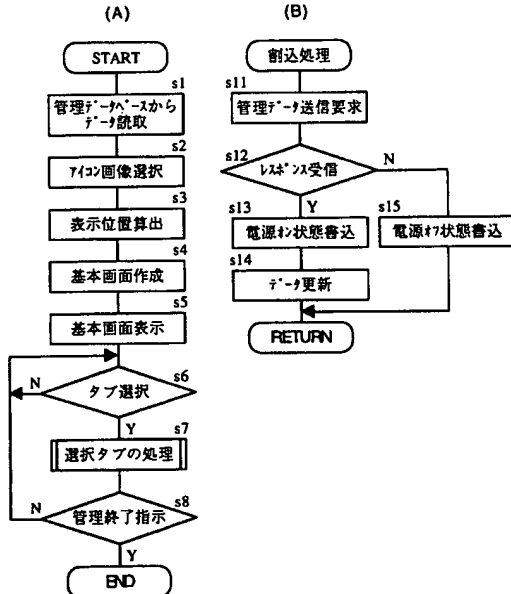 (A)
START
s1
管理データベースから
データ読取
s2
アイコン画像選択
s3
表示位置算出
s4
基本画面作成
s5
基本画面表示
s6
タブ選択
N
Y
s7
選択タブの処理
s8
管理終了指示
N
Y
END
(B)
割込処理
s11
管理データ送信要求
s12
レスポンス受信
N
Y
s13
電源オン状態書込
s15
電源オフ状態書込
s14
データ更新
RETURN